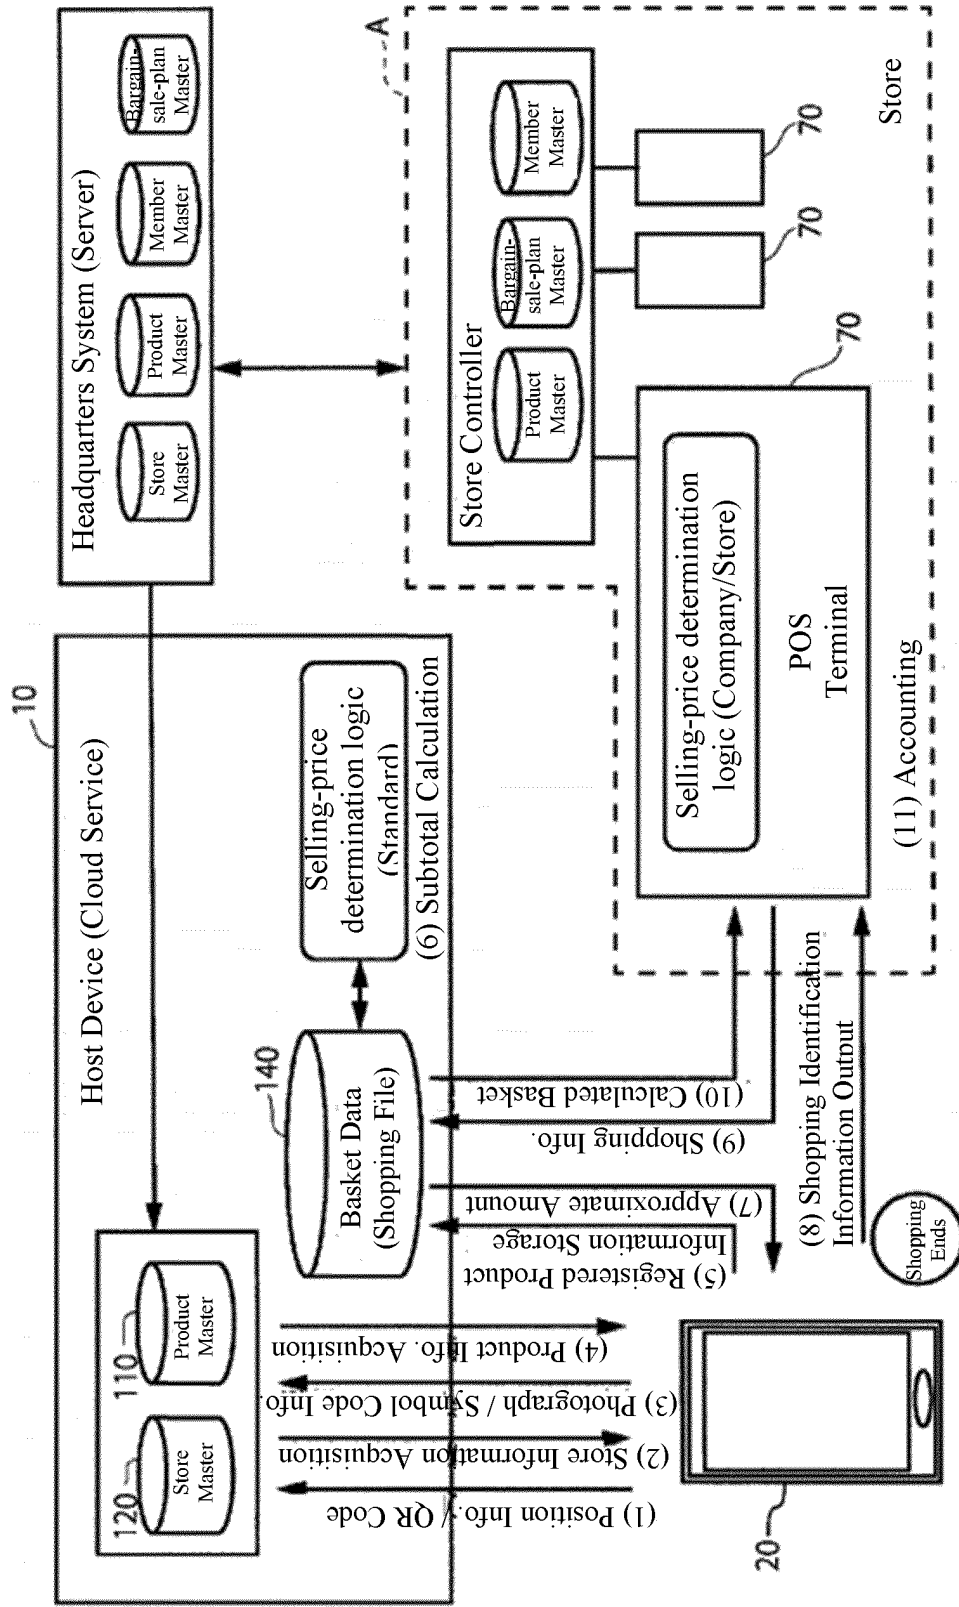 10
Host Device (Cloud Service)
120
Store
Master
110
Product
Master
140
Basket Data
(Shopping File)
Selling-price
determination logic
(Standard)
(6) Subtotal Calculation
Headquarters System (Server)
Store
Master
Product
Master
Member
Master
Bargain-
sale-plan
Master
A
Store Controller
Product
Master
Bargain-
sale-plan
Master
Member
Master
70
70
70
Store
Selling-price determination
logic (Company/Store)
POS
Terminal
(11) Accounting
(1) Position Info. / QR Code
(2) Store Information Acquisition
(3) Photograph / Symbol Code Info.
(4) Product Info. Acquisition
(5) Registered Product
Information Storage
(7) Approximate Amount
(9) Shopping Info.
(10) Calculated Basket
(8) Shopping Identification
Information Output
Shopping
Ends
20